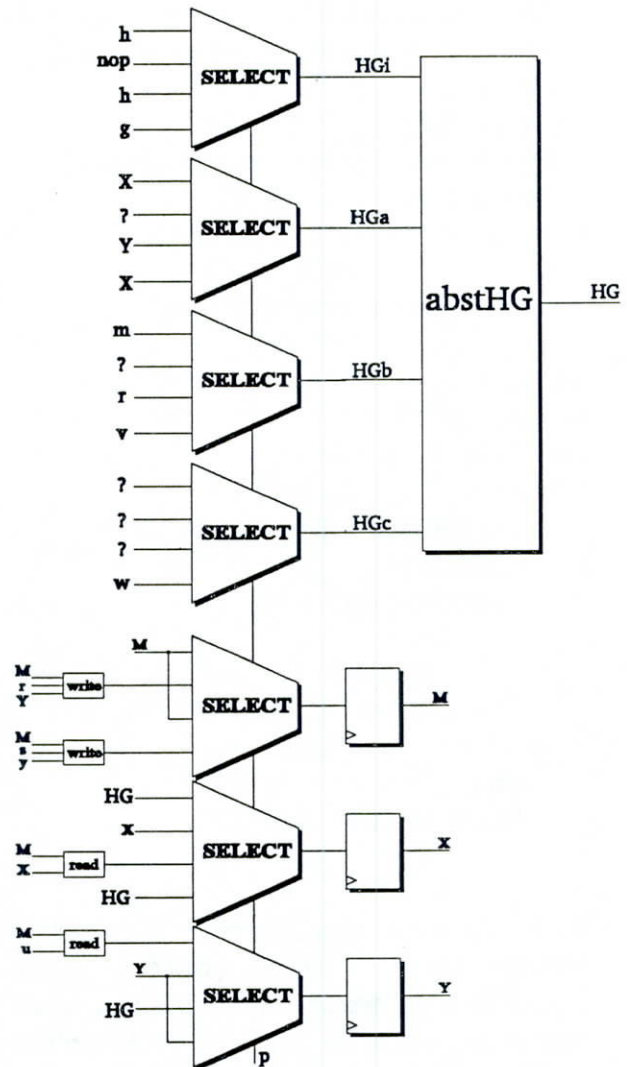 h
nop
h
g
SELECT
HGi
X
?
Y
X
SELECT
HGa
abstHG
HG
m
?
r
v
SELECT
HGb
?
?
?
w
SELECT
HGc
M
M
r
Y
write
SELECT
M
M
s
y
write
HG
X
SELECT
X
M
X
read
HG
M
u
read
Y
SELECT
Y
HG
p